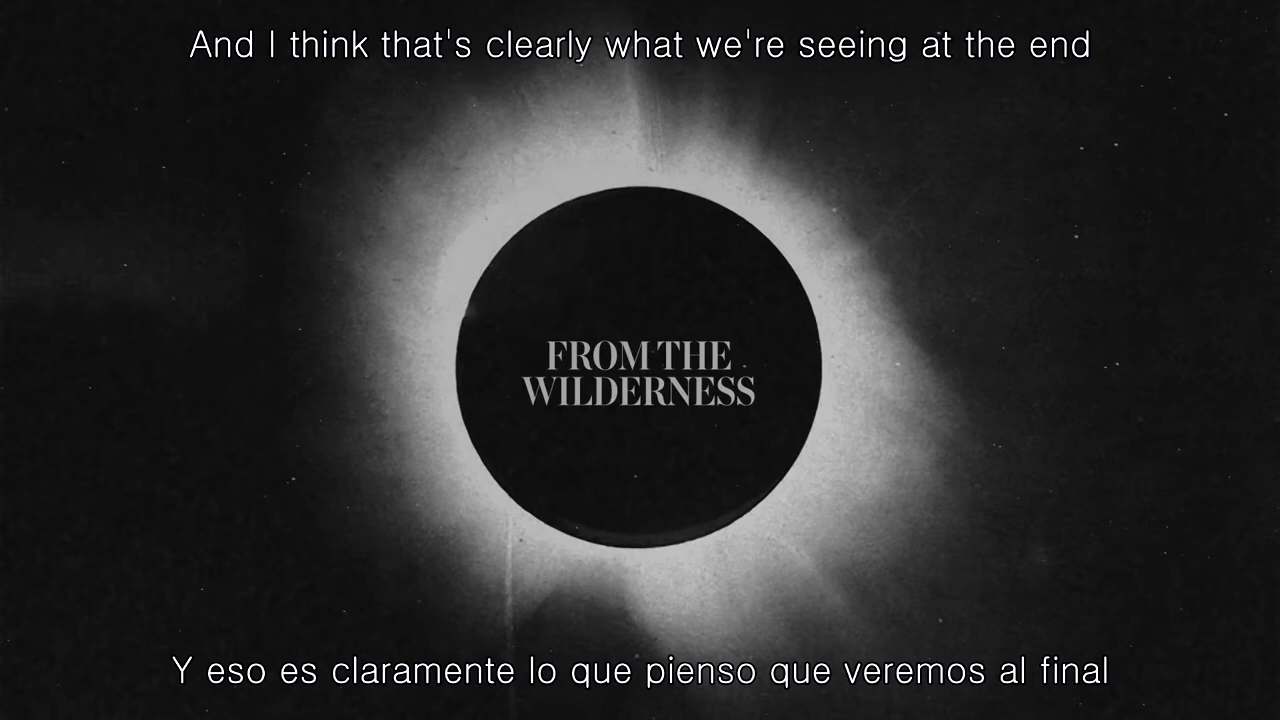 And I think that's clearly what we're seeing at the end
FROM THE
WILDERNESS
Y eso es claramente lo que pienso que veremos al final